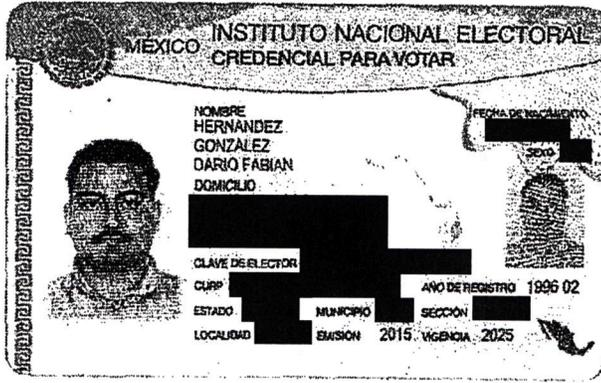 MÉXICO INSTITUTO NACIONAL ELECTORAL
CREDENCIAL PARA VOTAR
NOMBRE
HERNANDEZ
GONZALEZ
DARIO FABIAN
DOMICILIO
FECHA DE NACIMIENTO
SEXO
CLAVE DE ELECTOR
CURP AÑO DE REGISTRO 1996 02
ESTADO MUNICIPIO SECCIÓN
LOCALIDAD EMISIÓN 2015 VIGENCIA 2025